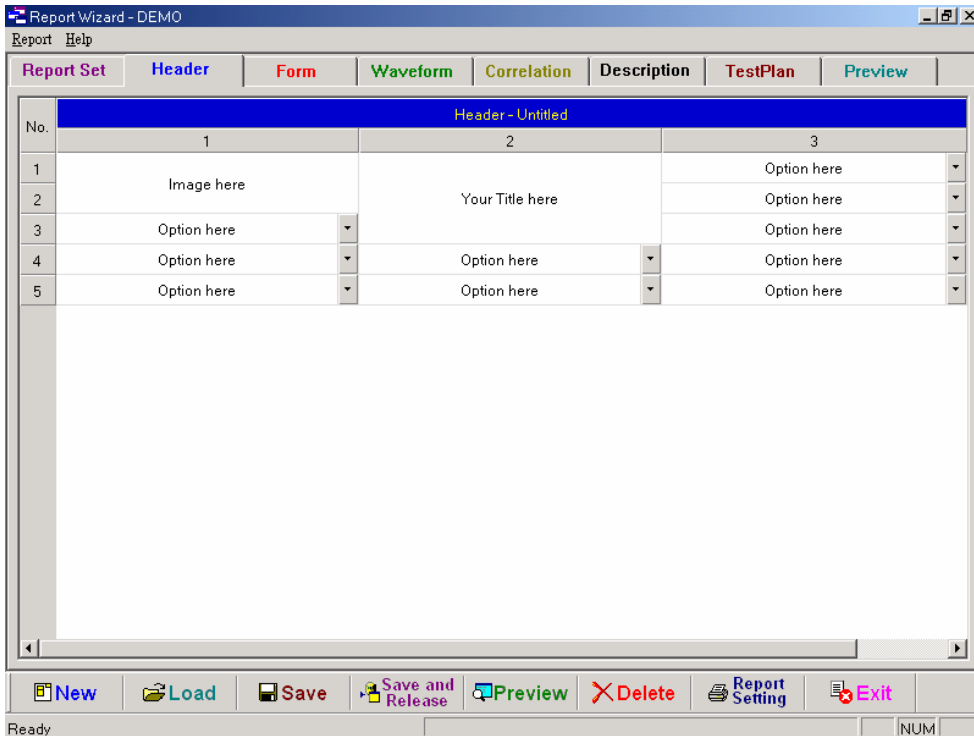 Report Wizard - DEMO
Report Help
Report Set Header Form Waveform Correlation Description TestPlan Preview
No. Header - Untitled
1 2 3
1 Image here Your Title here Option here
2 Option here
3 Option here Option here
4 Option here Option here Option here
5 Option here Option here Option here
New Load Save Save and Release Preview Delete Report Setting Exit
Ready NUM